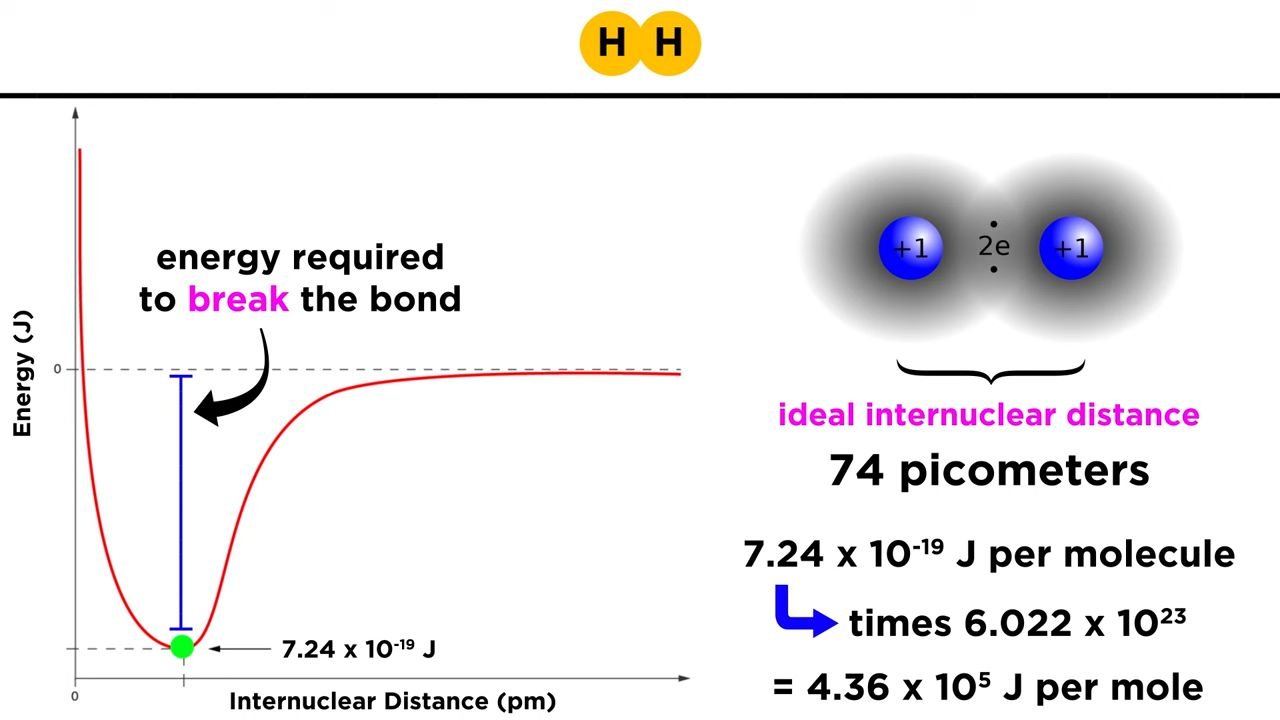 H H
energy required
to break the bond
Energy (J)
0
7.24 x 10⁻¹⁹ J
0
Internuclear Distance (pm)
+1 2e +1
ideal internuclear distance
74 picometers
7.24 x 10⁻¹⁹ J per molecule
times 6.022 x 10²³
= 4.36 x 10⁵ J per mole